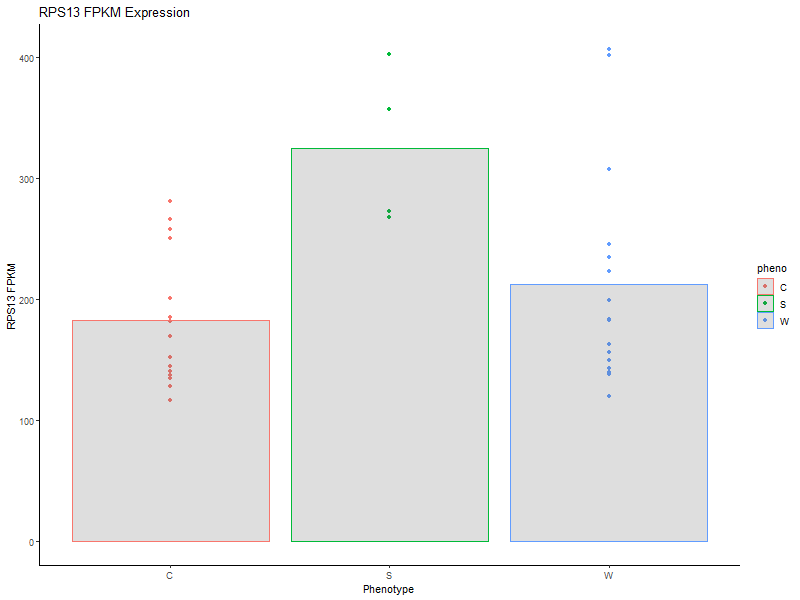 RPS13 FPKM Expression
400
300
200
100
0
RPS13 FPKM
C
S
W
Phenotype
pheno
C
S
W